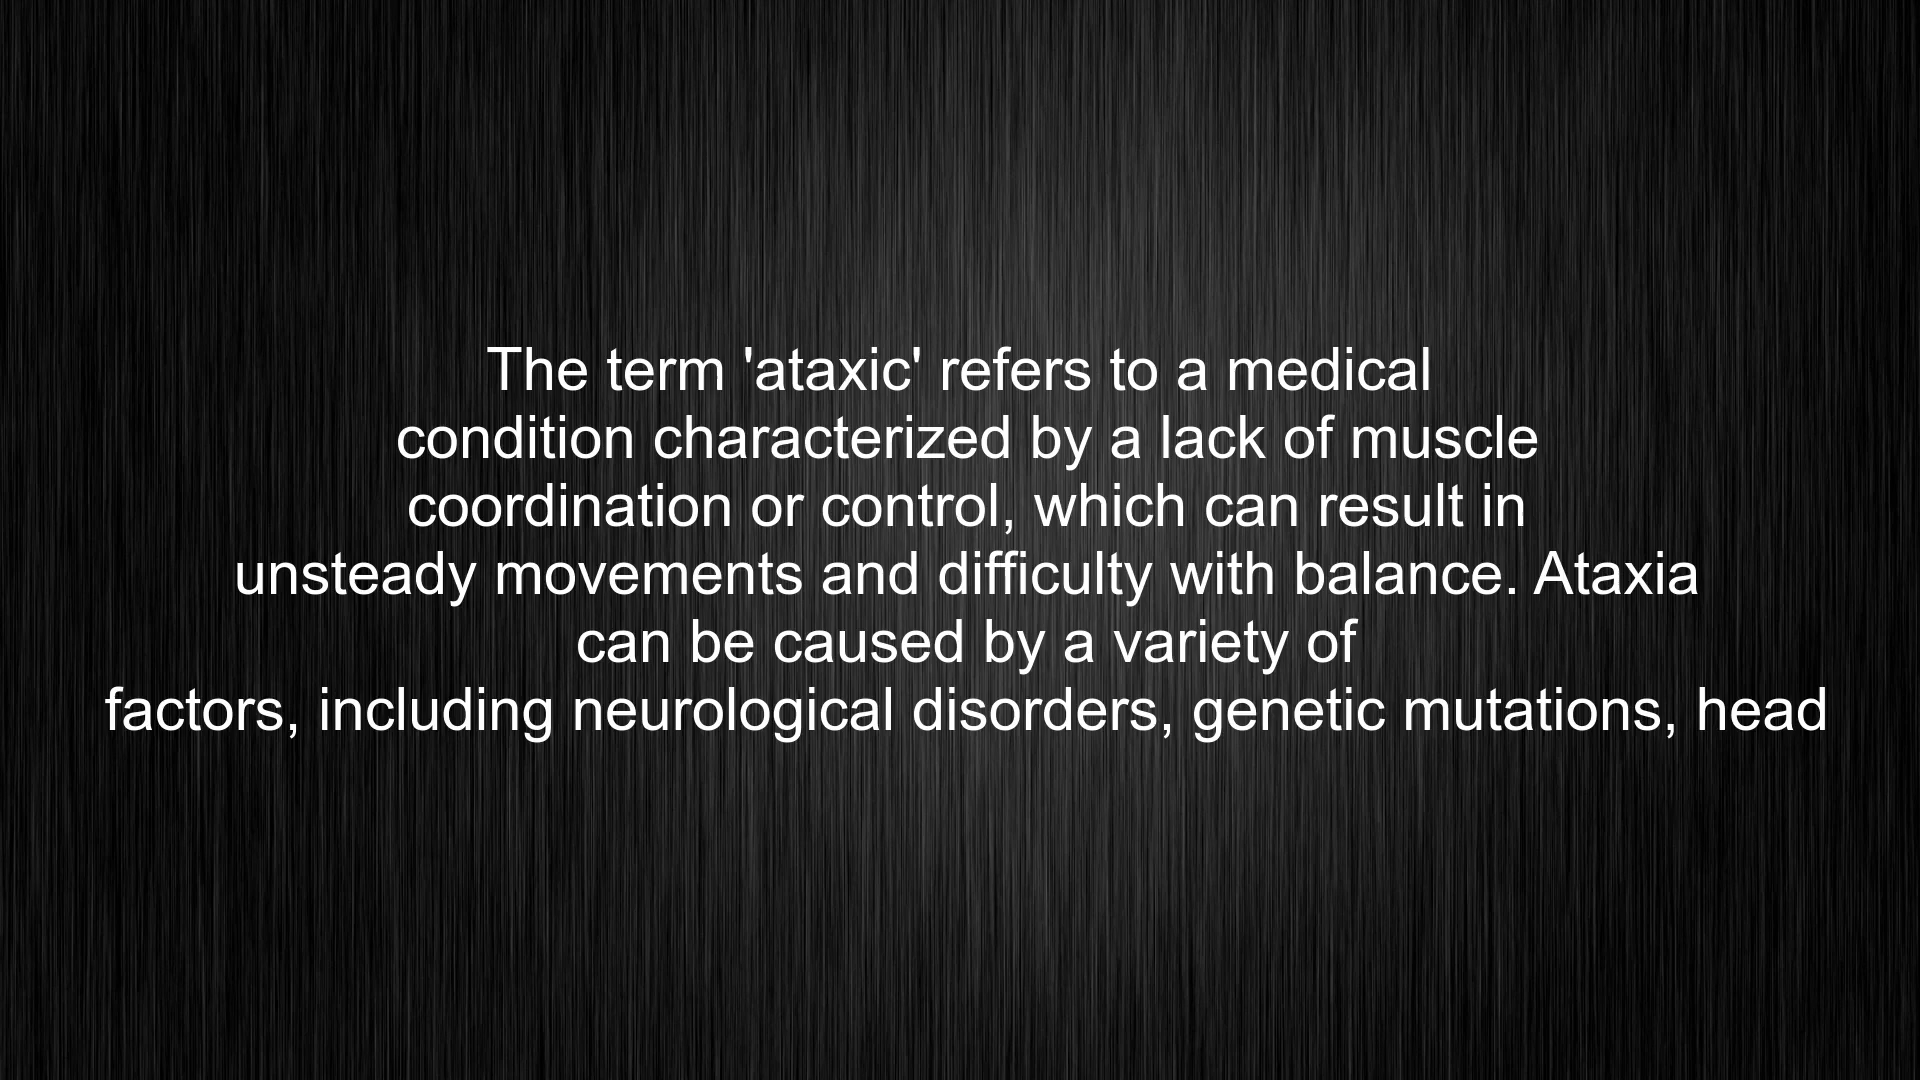 The term 'ataxic' refers to a medical
condition characterized by a lack of muscle
coordination or control, which can result in
unsteady movements and difficulty with balance. Ataxia
can be caused by a variety of
factors, including neurological disorders, genetic mutations, head